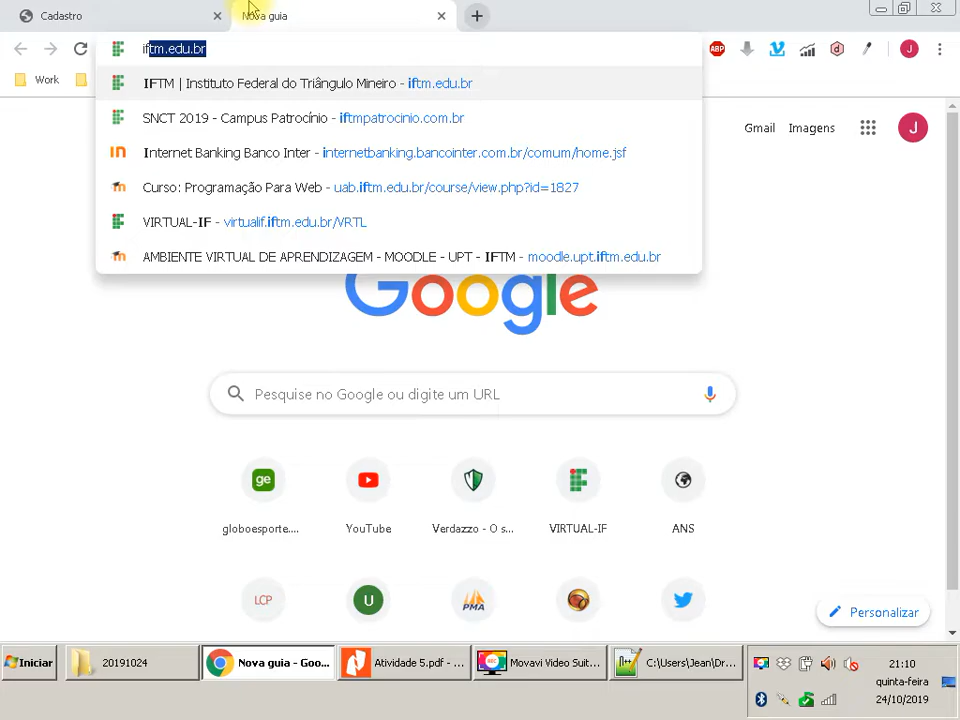 Cadastro
Nova guia
iftm.edu.br
ABP
J
Work
IFTM | Instituto Federal do Triângulo Mineiro - iftm.edu.br
SNCT 2019 - Campus Patrocínio - iftmpatrocinio.com.br
Internet Banking Banco Inter - internetbanking.bancointer.com.br/comum/home.jsf
Curso: Programação Para Web - uab.iftm.edu.br/course/view.php?id=1827
VIRTUAL-IF - virtualif.iftm.edu.br/VRTL
AMBIENTE VIRTUAL DE APRENDIZAGEM - MOODLE - UPT - IFTM - moodle.upt.iftm.edu.br
Gmail Imagens J
Google
Pesquise no Google ou digite um URL
ge
globoesporte....
YouTube
Verdazzo - O s...
VIRTUAL-IF
ANS
LCP
U
PMA
Personalizar
Iniciar
20191024
Nova guia - Goo...
Atividade 5.pdf - ...
Movavi Video Suit...
C:\Users\Jean\Dr...
21:10
quinta-feira
24/10/2019